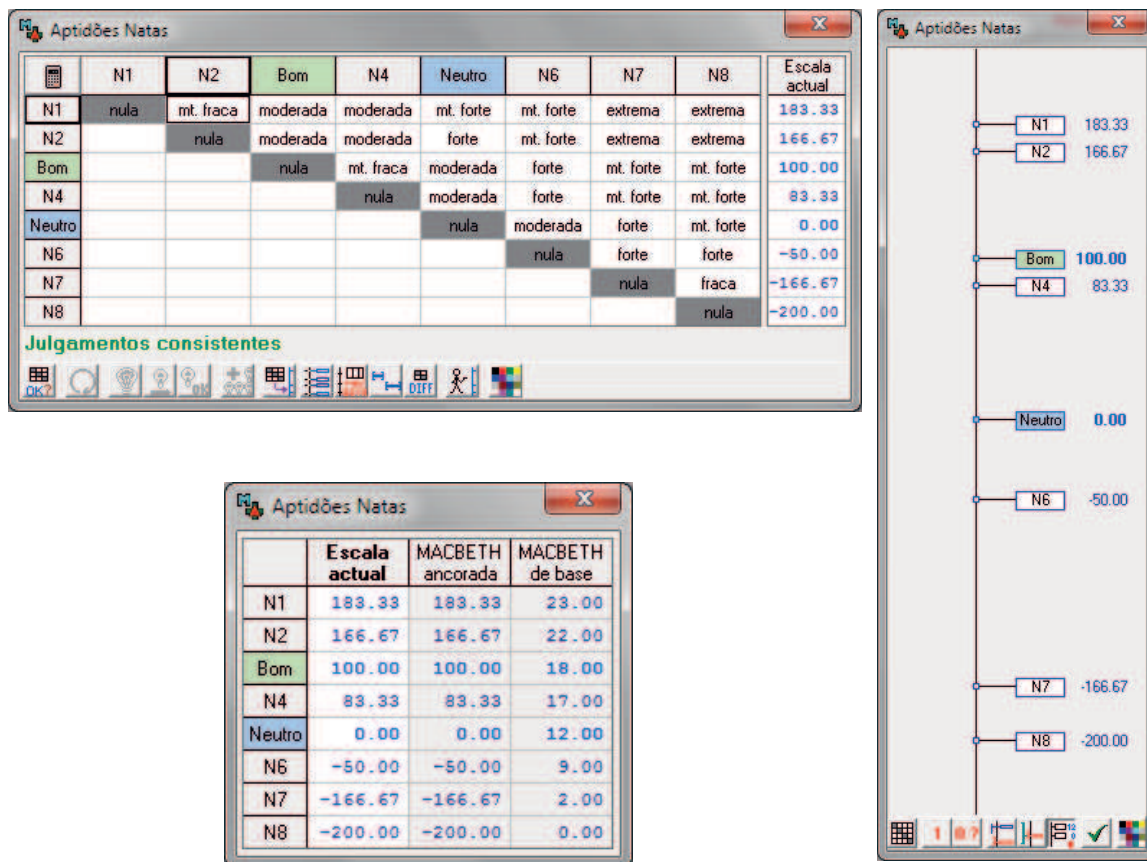 Aptidões Natas
N1 N2 Bom N4 Neutro N6 N7 N8 Escala actual
N1 nula mt. fraca moderada moderada mt. forte mt. forte extrema extrema 183.33
N2 nula moderada moderada forte mt. forte extrema extrema 166.67
Bom nula mt. fraca moderada forte mt. forte mt. forte 100.00
N4 nula moderada forte mt. forte mt. forte 83.33
Neutro nula moderada forte mt. forte 0.00
N6 nula forte forte -50.00
N7 nula fraca -166.67
N8 nula -200.00
Julgamentos consistentes
OK? OK DIFF
Aptidões Natas
N1 183.33
N2 166.67
Bom 100.00
N4 83.33
Neutro 0.00
N6 -50.00
N7 -166.67
N8 -200.00
Aptidões Natas
Escala actual MACBETH ancorada MACBETH de base
N1 183.33 183.33 23.00
N2 166.67 166.67 22.00
Bom 100.00 100.00 18.00
N4 83.33 83.33 17.00
Neutro 0.00 0.00 12.00
N6 -50.00 -50.00 9.00
N7 -166.67 -166.67 2.00
N8 -200.00 -200.00 0.00